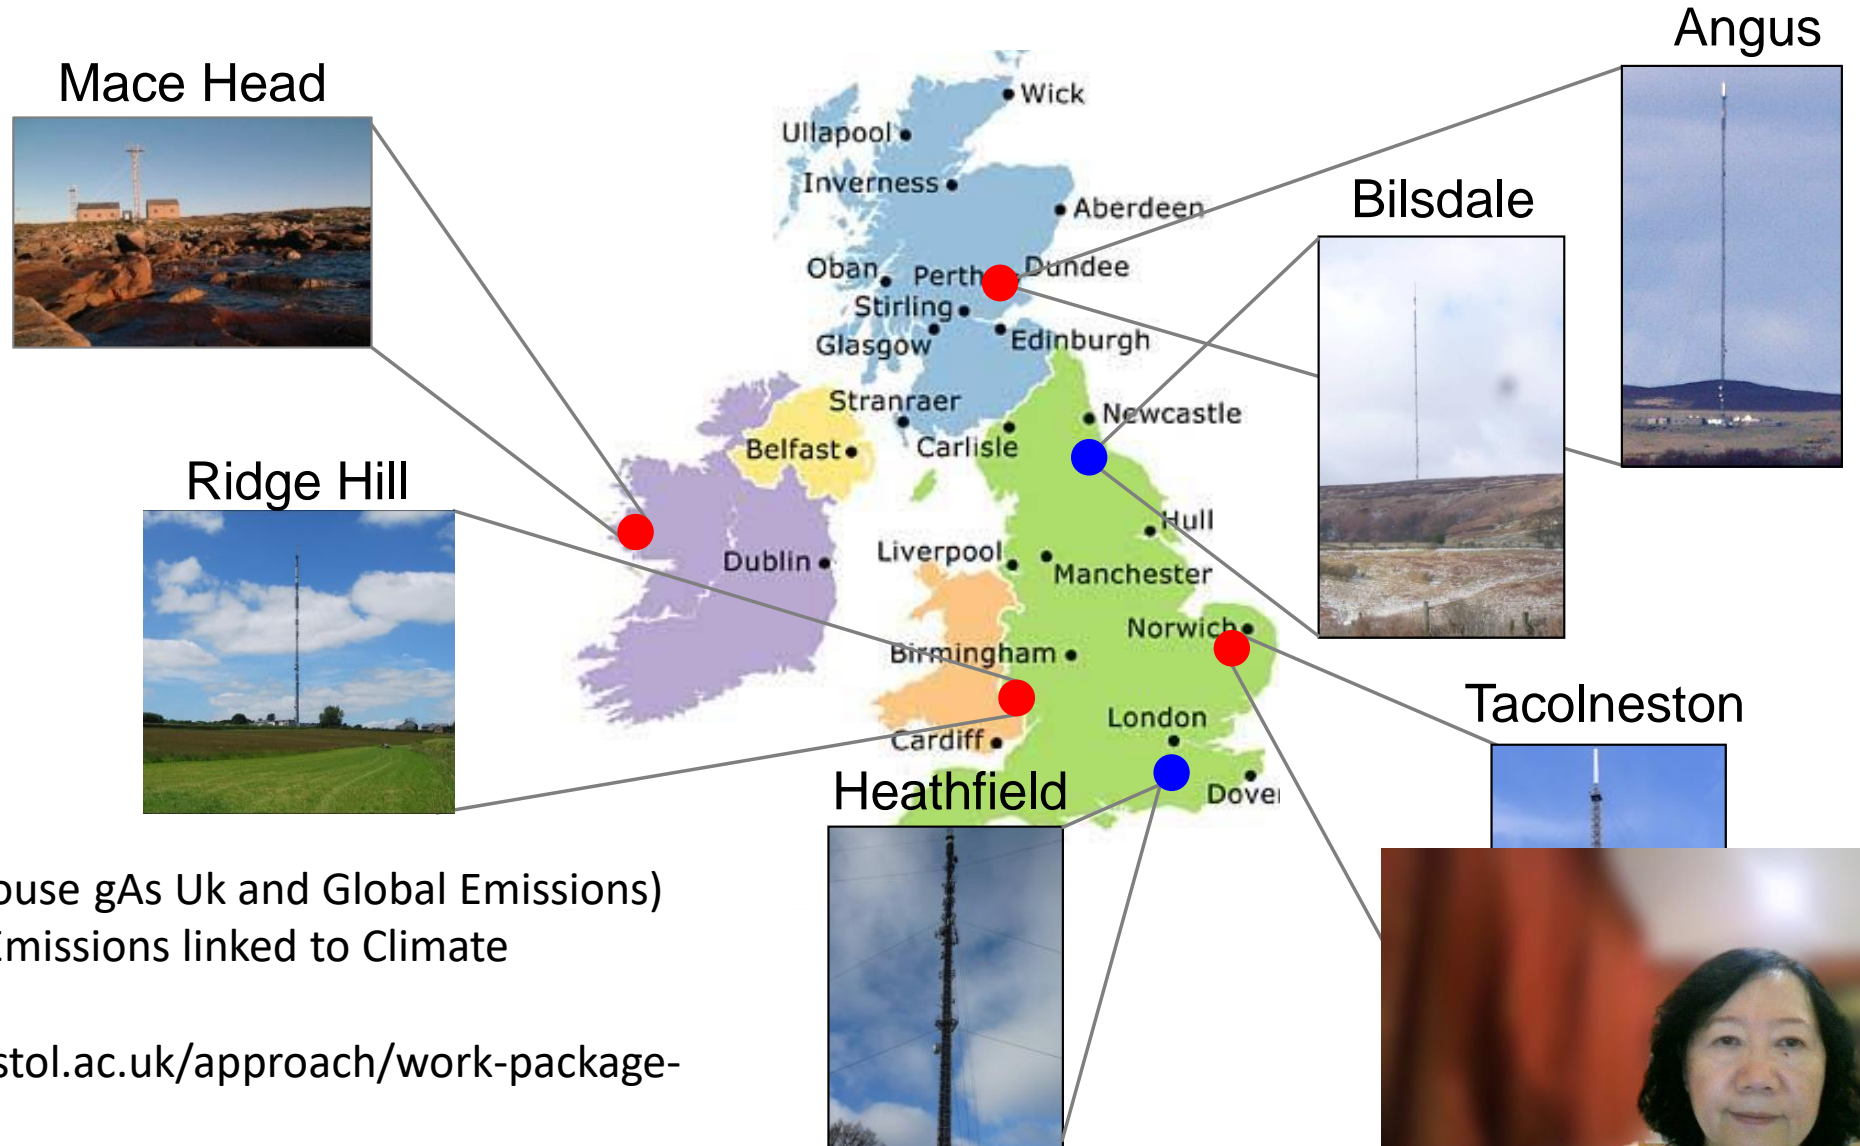 Angus
Mace Head
Wick
Ullapool
Inverness
Aberdeen
Bilsdale
Oban
Perth
Dundee
Stirling
Glasgow
Edinburgh
Stranraer
Newcastle
Belfast
Carlisle
Ridge Hill
Hull
Dublin
Liverpool
Manchester
Norwich
Birmingham
Tacolneston
London
Cardiff
Heathfield
Dover
ouse gAs Uk and Global Emissions)
Emissions linked to Climate
stol.ac.uk/approach/work-package-